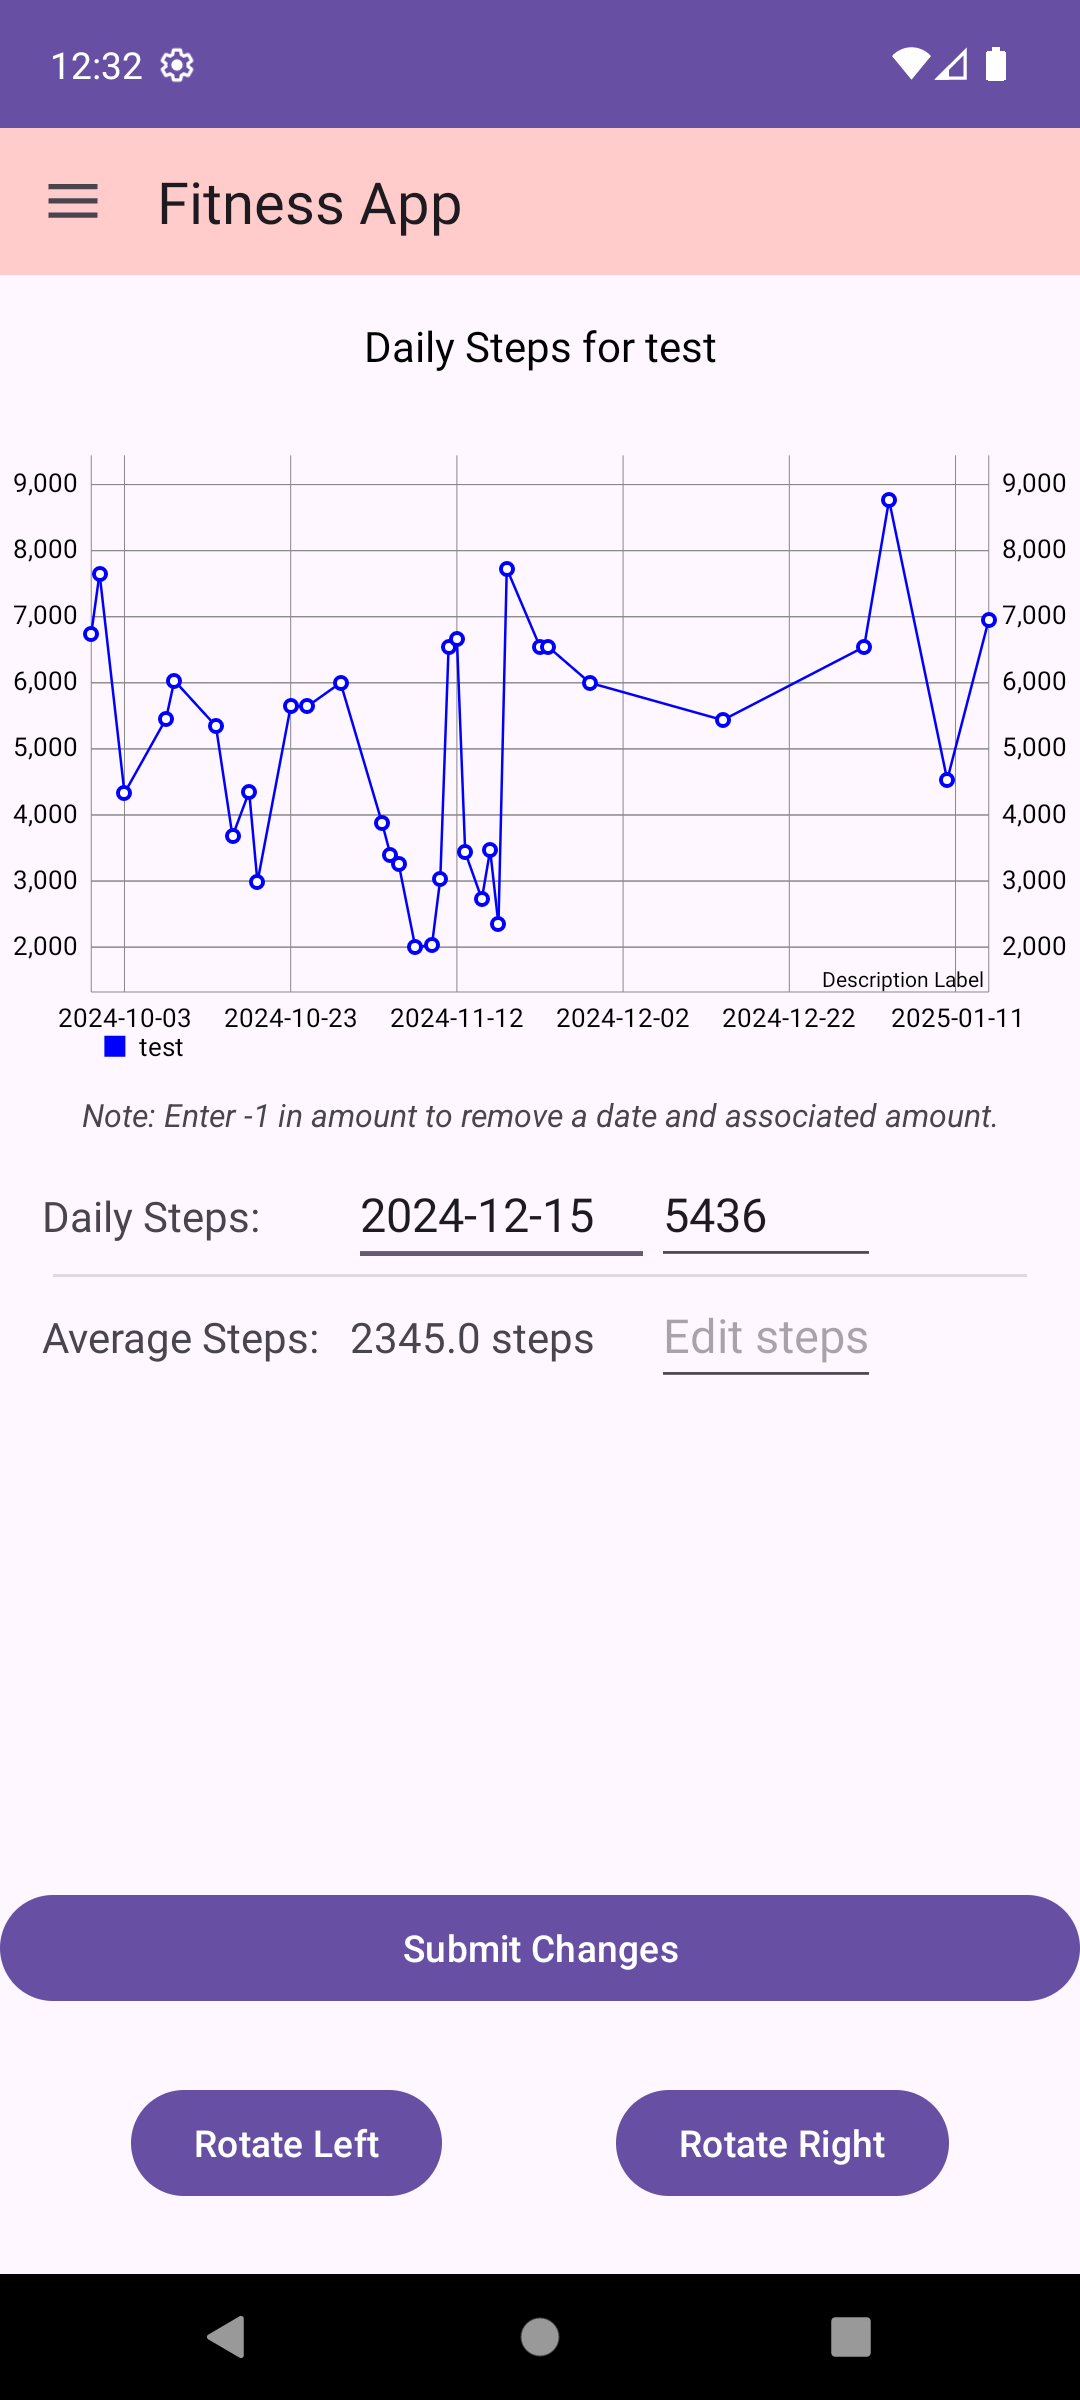 12:32
Fitness App
Daily Steps for test
9,000 9,000
8,000 8,000
7,000 7,000
6,000 6,000
5,000 5,000
4,000 4,000
3,000 3,000
2,000 2,000
Description Label
2024-10-03 2024-10-23 2024-11-12 2024-12-02 2024-12-22 2025-01-11
test
Note: Enter -1 in amount to remove a date and associated amount.
Daily Steps: 2024-12-15 5436
Average Steps: 2345.0 steps Edit steps
Submit Changes
Rotate Left Rotate Right